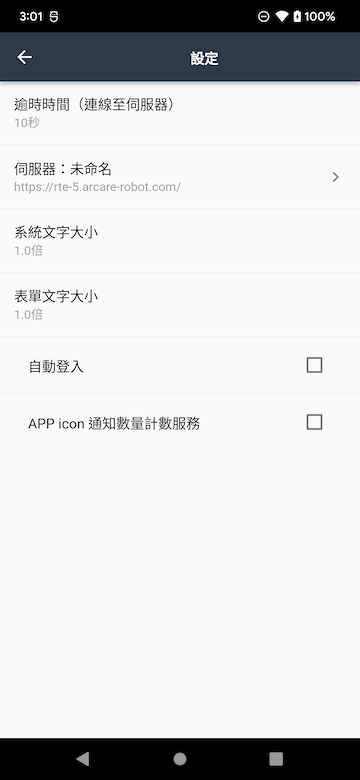 3:01
100%
設定
逾時時間（連線至伺服器）
10秒
伺服器：未命名
https://rte-5.arcare-robot.com/
系統文字大小
1.0倍
表單文字大小
1.0倍
自動登入
APP icon 通知數量計數服務